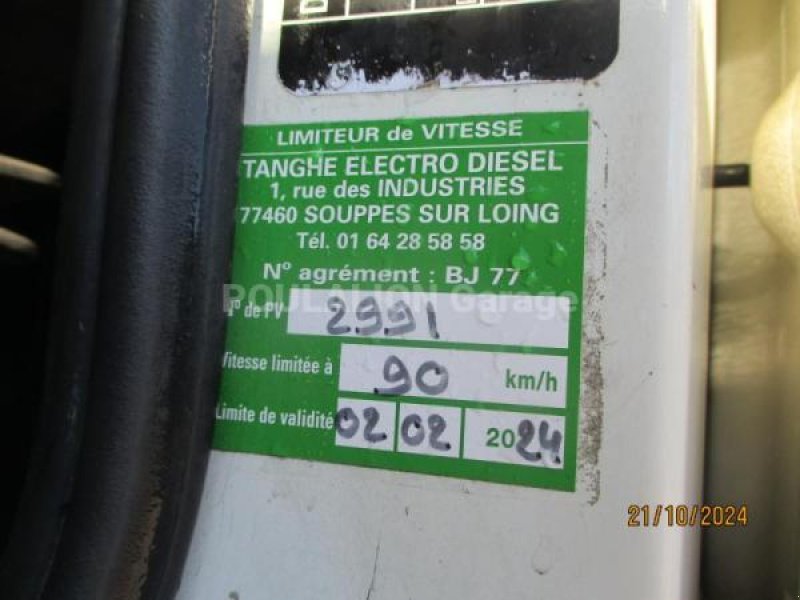 LIMITEUR de VITESSE
TANGHE ELECTRO DIESEL
1, rue des INDUSTRIES
77460 SOUPPES SUR LOING
Tél. 01 64 28 58 58
N° agrément : BJ 77
POULALION Garage
N° de PV 2991
Vitesse limitée à 90 km/h
Limite de validité 02 02 2024
21/10/2024